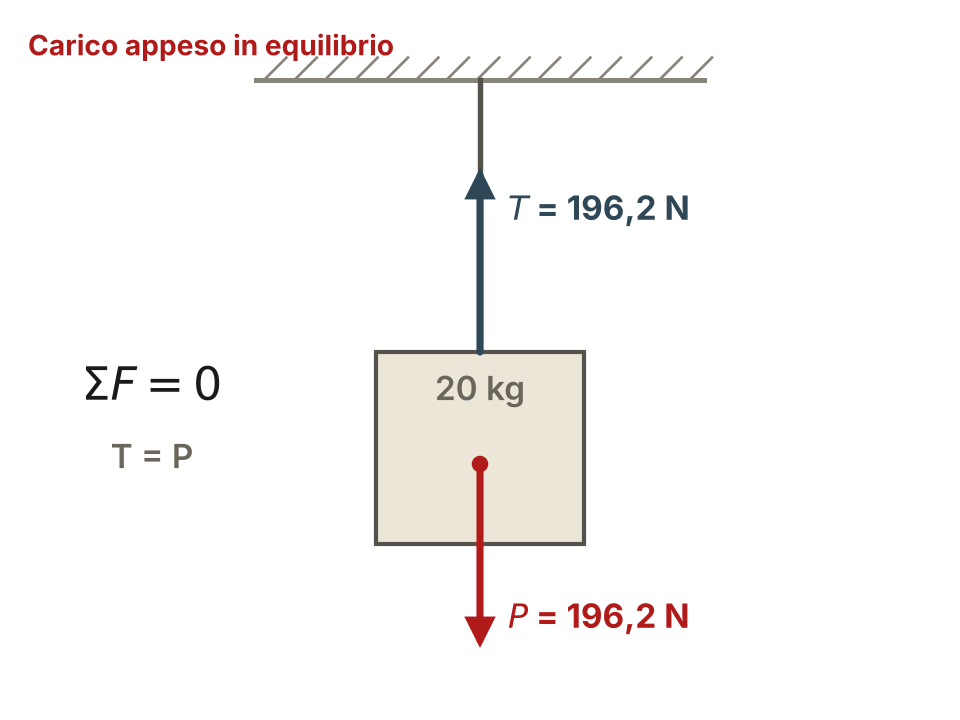 Carico appeso in equilibrio
T = 196,2 N
ΣF = 0
20 kg
T = P
P = 196,2 N